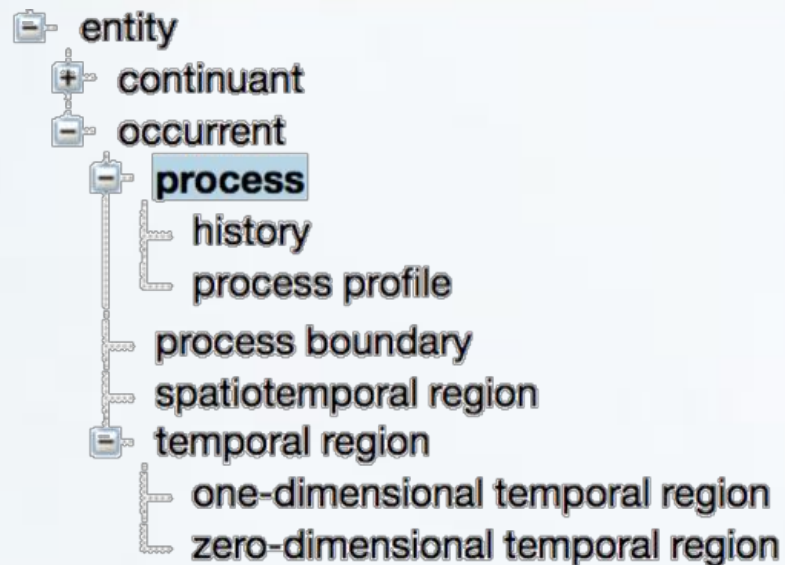 entity
continuant
occurrent
process
history
process profile
process boundary
spatiotemporal region
temporal region
one-dimensional temporal region
zero-dimensional temporal region